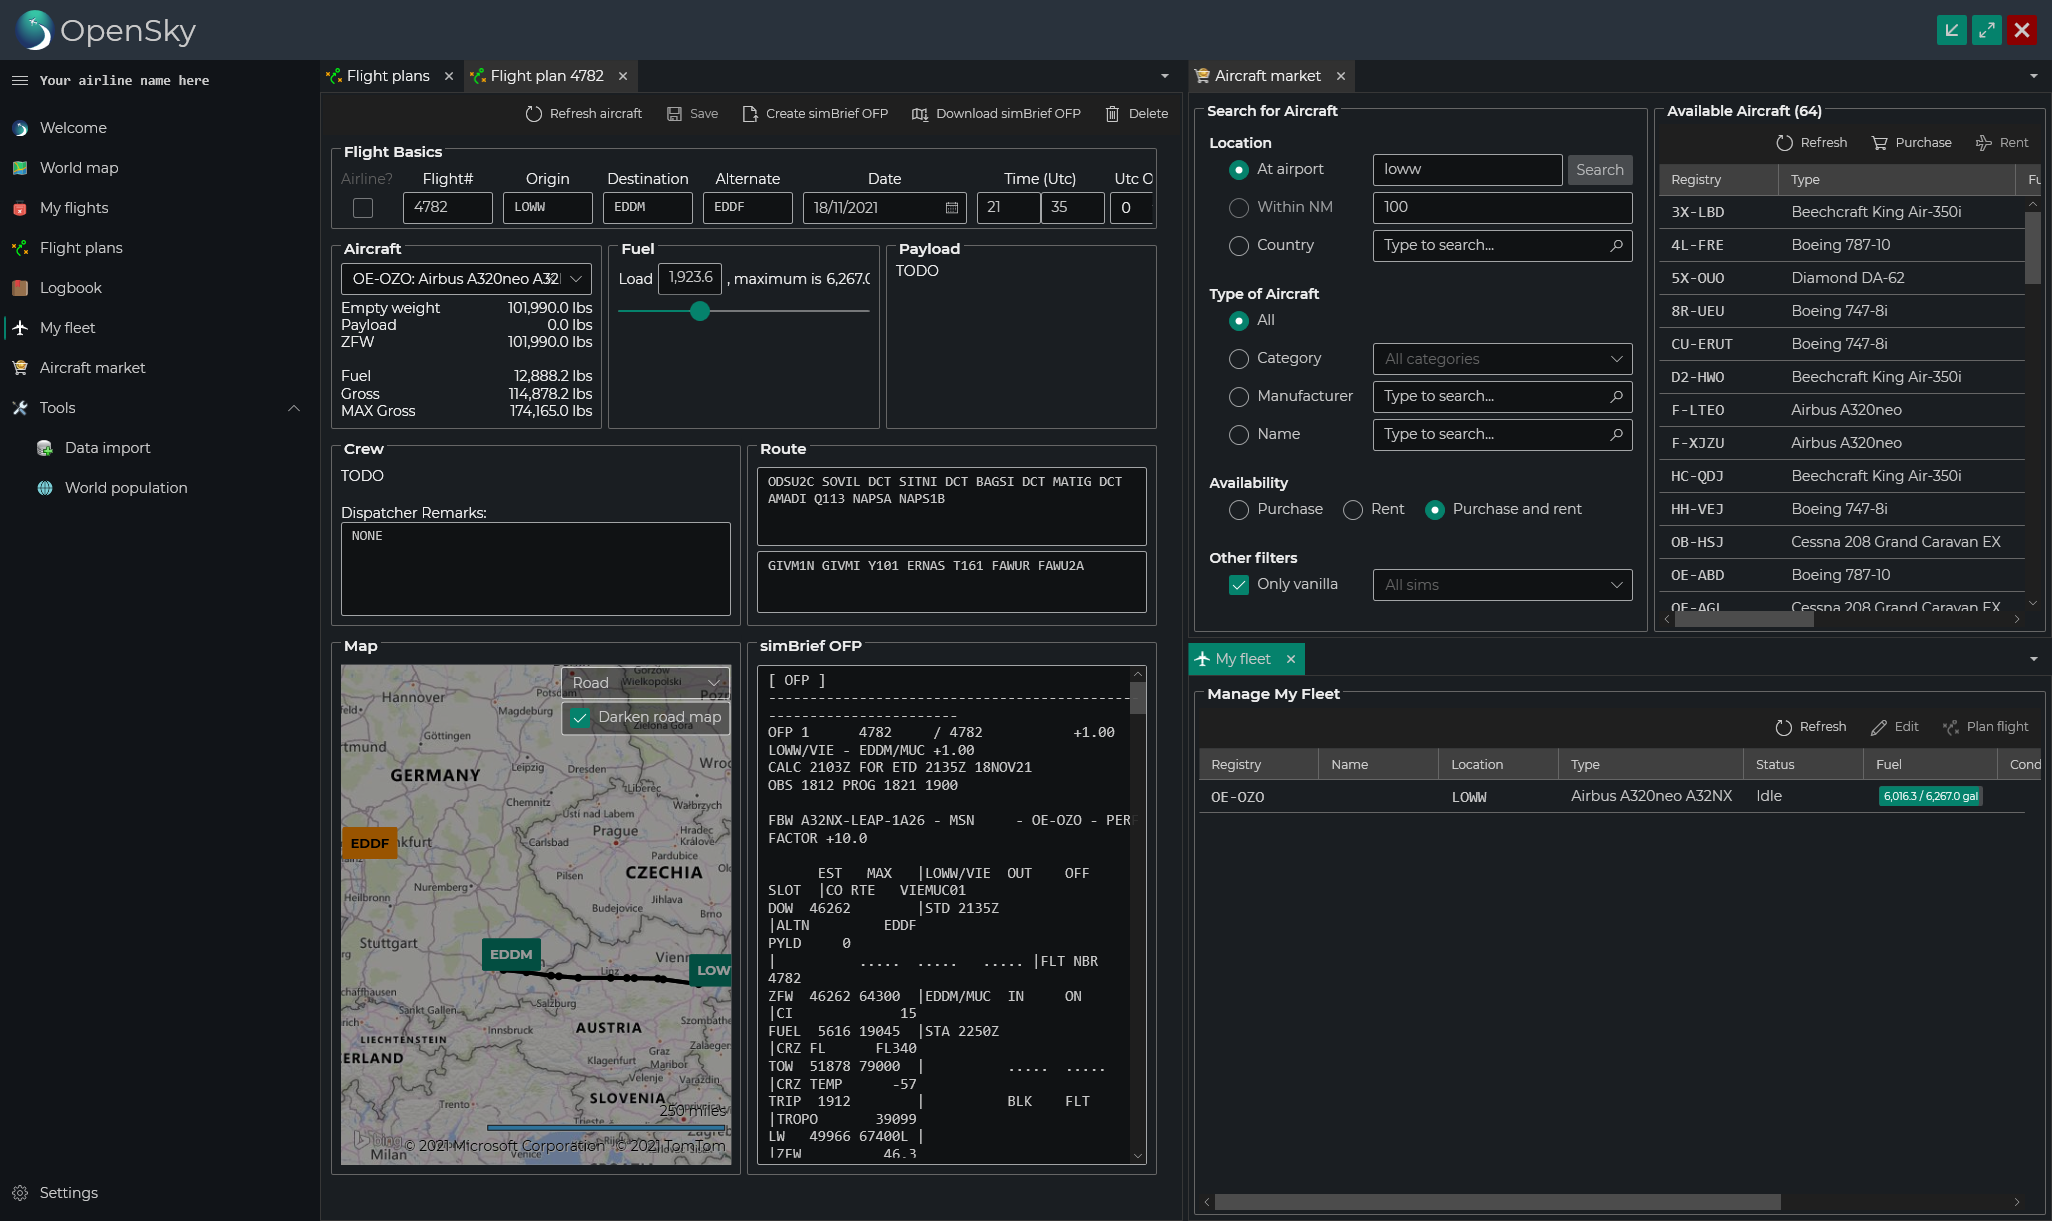 OpenSky
Your airline name here
Welcome
World map
My flights
Flight plans
Logbook
My fleet
Aircraft market
Tools
Data import
World population
Settings
Flight plans
Flight plan 4782
Refresh aircraft
Save
Create simBrief OFP
Download simBrief OFP
Delete
Flight Basics
Airline? Flight# Origin Destination Alternate Date Time (Utc) Utc O
4782 LOWW EDDM EDDF 18/11/2021 21 35 0
Aircraft
OE-OZO: Airbus A320neo A32
Empty weight 101,990.0 lbs
Payload 0.0 lbs
ZFW 101,990.0 lbs
Fuel 12,888.2 lbs
Gross 114,878.2 lbs
MAX Gross 174,165.0 lbs
Fuel
Load 1,923.6 , maximum is 6,267.0
Payload
TODO
Crew
TODO
Dispatcher Remarks:
NONE
Route
ODSU2C SOVIL DCT SITNI DCT BAGSI DCT MATIG DCT
AMADI Q113 NAPSA NAPS1B
GIVM1N GIVMI Y101 ERNAS T161 FAWUR FAWU2A
Map
Road
Darken road map
Gorzów
Wielkopolski
Potsdam
Hannover
Magdeburg
Zielona Góra
Göttingen
GERMANY
Leipzig
Dresden
Chemnitz
Liberec
Wałbrzych
Usti nad Labem
Prague
Hradec
Králové
Carlsbad
Pardubice
EDDF
nkfurt
CZECHIA
Pilsen
Nuremberg
Heilbronn
Jihlava
Budejovice
Brno
Stuttgart
EDDM
Linz
LOW
Salzburg
Sankt Gallen
Innsbruck
AUSTRIA
Szombathe
LIECHTENSTEIN
ERLAND
Graz
Zalaeger
Klagenfurt
Maribor
Velenje
Varaždin
Trento
SLOVENIA
250 miles
Trieste
bing
© 2021 Microsoft Corporation © 2021 TomTom
Milan
simBrief OFP
[ OFP ]
--------------------------------------------
-----------------------
OFP 1 4782 / 4782 +1.00
LOWW/VIE - EDDM/MUC +1.00
CALC 2103Z FOR ETD 2135Z 18NOV21
OBS 1812 PROG 1821 1900
FBW A32NX-LEAP-1A26 - MSN - OE-OZO - PERF
FACTOR +10.0
EST MAX |LOWW/VIE OUT OFF
SLOT |CO RTE VIEMUC01
DOW 46262 |STD 2135Z
|ALTN EDDF
PYLD 0
| ..... ..... ..... |FLT NBR
4782
ZFW 46262 64300 |EDDM/MUC IN ON
|CI 15
FUEL 5616 19045 |STA 2250Z
|CRZ FL FL340
TOW 51878 79000 | ..... .....
|CRZ TEMP -57
TRIP 1912 | BLK FLT
|TROPO 39099
LW 49966 67400L |
|ZFW 46.3
Aircraft market
Search for Aircraft
Location
At airport loww Search
Within NM 100
Country Type to search...
Type of Aircraft
All
Category All categories
Manufacturer Type to search...
Name Type to search...
Availability
Purchase Rent Purchase and rent
Other filters
Only vanilla All sims
Available Aircraft (64)
Refresh Purchase Rent
Registry Type Fu
3X-LBD Beechcraft King Air-350i
4L-FRE Boeing 787-10
5X-OUO Diamond DA-62
8R-UEU Boeing 747-8i
CU-ERUT Boeing 747-8i
D2-HWO Beechcraft King Air-350i
F-LTEO Airbus A320neo
F-XJZU Airbus A320neo
HC-QDJ Beechcraft King Air-350i
HH-VEJ Boeing 747-8i
OB-HSJ Cessna 208 Grand Caravan EX
OE-ABD Boeing 787-10
OE-AGL Cessna 208 Grand Caravan EX
My fleet
Manage My Fleet
Refresh Edit Plan flight
Registry Name Location Type Status Fuel Cond
OE-OZO LOWW Airbus A320neo A32NX Idle 6,016.3 / 6,267.0 gal